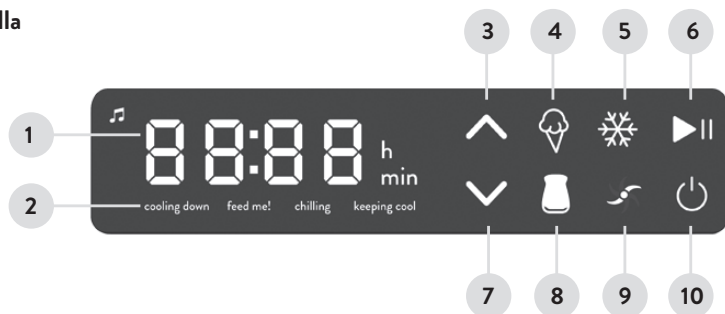 lla
3 4 5 6
1
88:88
h
min
2
cooling down feed me! chilling keeping cool
7 8 9 10